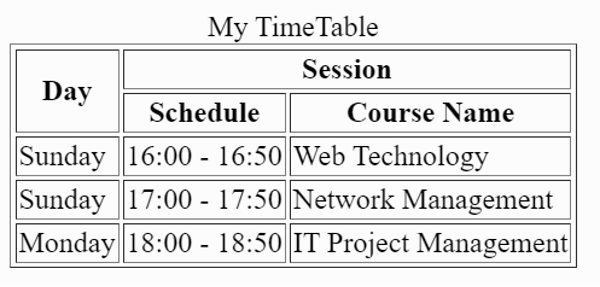 My TimeTable
Day
Session
Schedule Course Name
Sunday 16:00 - 16:50 Web Technology
Sunday 17:00 - 17:50 Network Management
Monday 18:00 - 18:50 IT Project Management